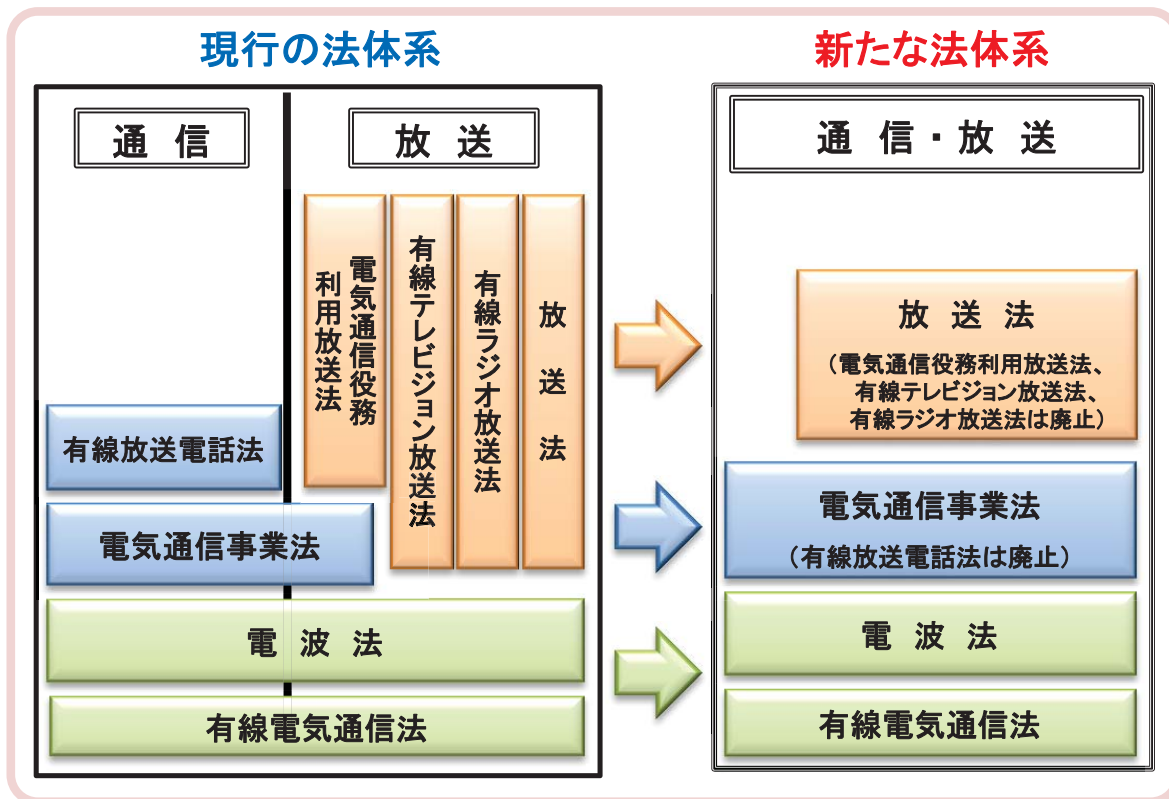 現行の法体系
通信
放送
電気通信役務
利用放送法
有線テレビジョン放送法
有線ラジオ放送法
放送法
有線放送電話法
電気通信事業法
電波法
有線電気通信法
新たな法体系
通信・放送
放送法
（電気通信役務利用放送法、
有線テレビジョン放送法、
有線ラジオ放送法は廃止）
電気通信事業法
（有線放送電話法は廃止）
電波法
有線電気通信法